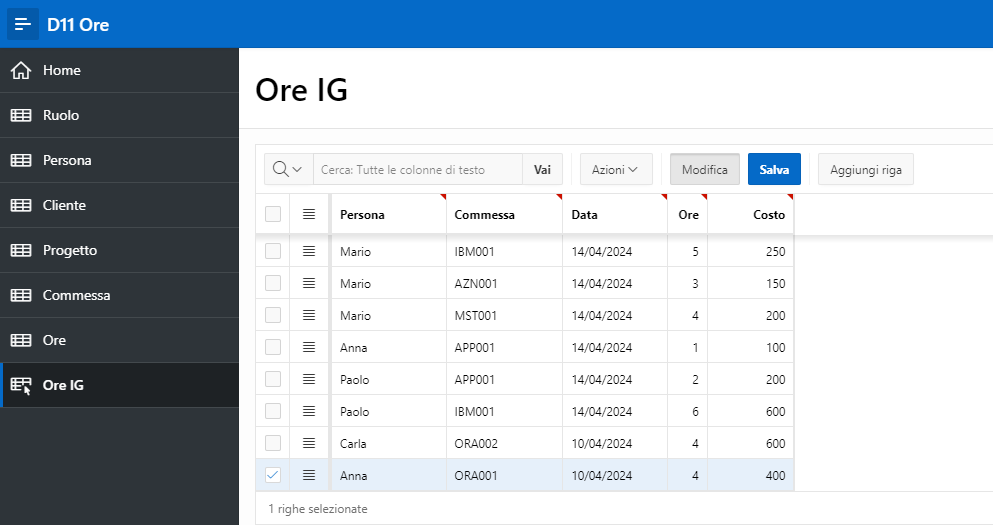 D11 Ore
Home
Ruolo
Persona
Cliente
Progetto
Commessa
Ore
Ore IG
Ore IG
Cerca: Tutte le colonne di testo Vai Azioni Modifica Salva Aggiungi riga
Persona Commessa Data Ore Costo
Mario IBM001 14/04/2024 5 250
Mario AZN001 14/04/2024 3 150
Mario MST001 14/04/2024 4 200
Anna APP001 14/04/2024 1 100
Paolo APP001 14/04/2024 2 200
Paolo IBM001 14/04/2024 6 600
Carla ORA002 10/04/2024 4 600
Anna ORA001 10/04/2024 4 400
1 righe selezionate